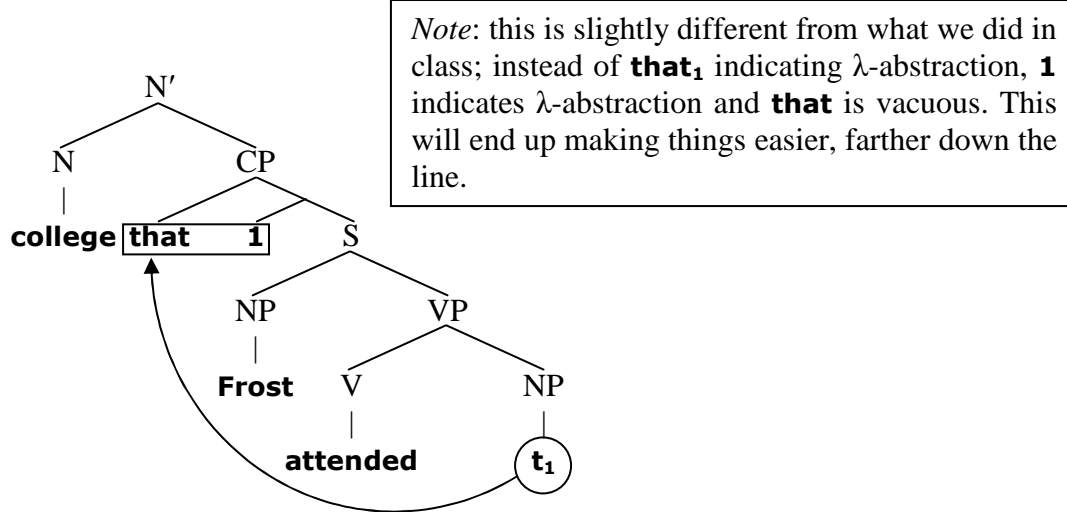 Note: this is slightly different from what we did in
class; instead of that₁ indicating λ-abstraction, 1
indicates λ-abstraction and that is vacuous. This
will end up making things easier, farther down the
line.
N′
N CP
college that 1 S
NP VP
Frost V NP
attended t₁